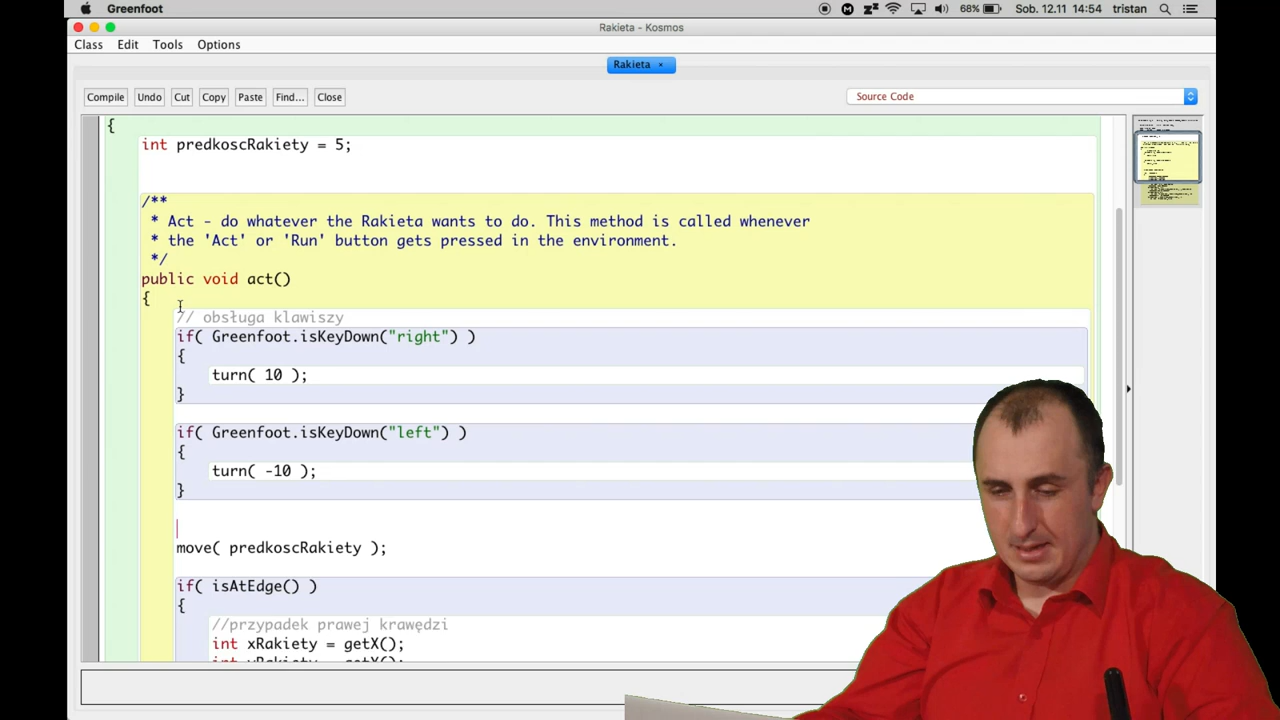 Greenfoot
68%
Sob. 12.11 14:54
tristan
Rakieta - Kosmos
Class Edit Tools Options
Rakieta ×
Compile Undo Cut Copy Paste Find... Close
Source Code
{
int predkoscRakiety = 5;
/**
* Act - do whatever the Rakieta wants to do. This method is called whenever
* the 'Act' or 'Run' button gets pressed in the environment.
*/
public void act()
{
// obsługa klawiszy
if( Greenfoot.isKeyDown("right") )
{
turn( 10 );
}
if( Greenfoot.isKeyDown("left") )
{
turn( -10 );
}
move( predkoscRakiety );
if( isAtEdge() )
{
//przypadek prawej krawędzi
int xRakiety = getX();